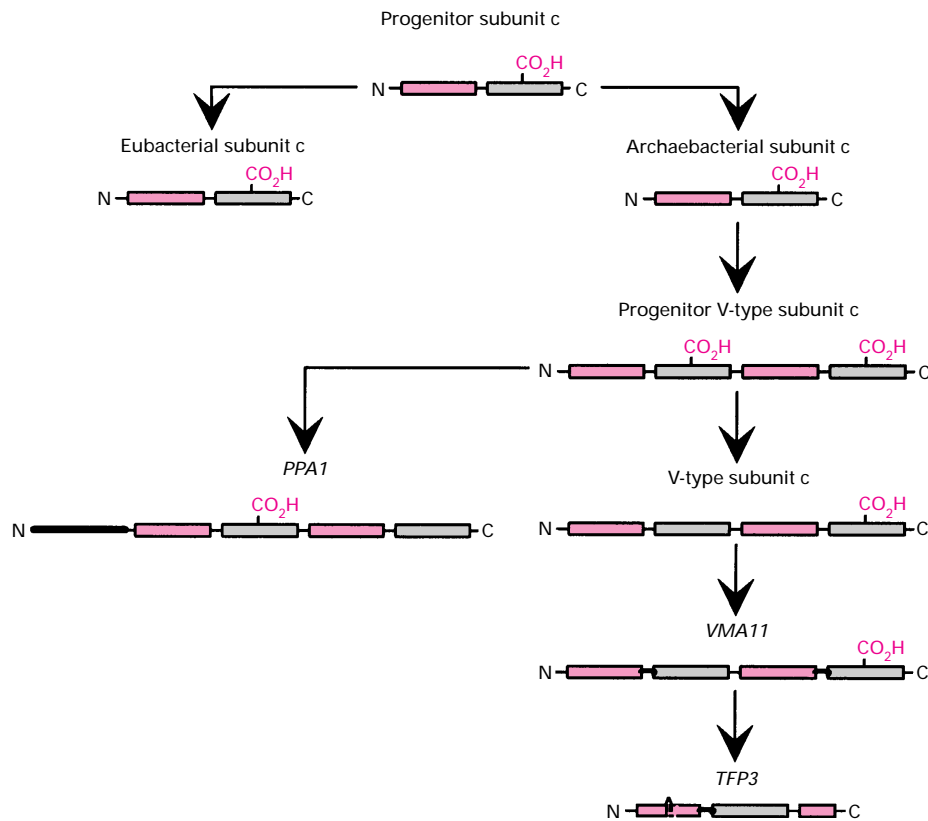 Progenitor subunit c
CO2H
N C
Eubacterial subunit c
Archaebacterial subunit c
CO2H
CO2H
N C
N C
Progenitor V-type subunit c
CO2H
CO2H
N C
PPA1
V-type subunit c
CO2H
CO2H
N C
N C
VMA11
CO2H
N C
TFP3
N C